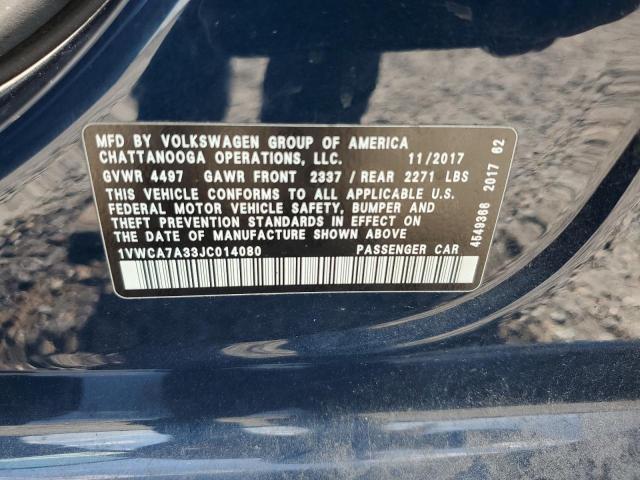 MFD BY VOLKSWAGEN GROUP OF AMERICA
CHATTANOOGA OPERATIONS, LLC. 11/2017
GVWR 4497 GAWR FRONT 2337 / REAR 2271 LBS
THIS VEHICLE CONFORMS TO ALL APPLICABLE U.S.
FEDERAL MOTOR VEHICLE SAFETY, BUMPER AND
THEFT PREVENTION STANDARDS IN EFFECT ON
THE DATE OF MANUFACTURE SHOWN ABOVE
1VWCA7A33JC014080 PASSENGER CAR
4549366 2017 62